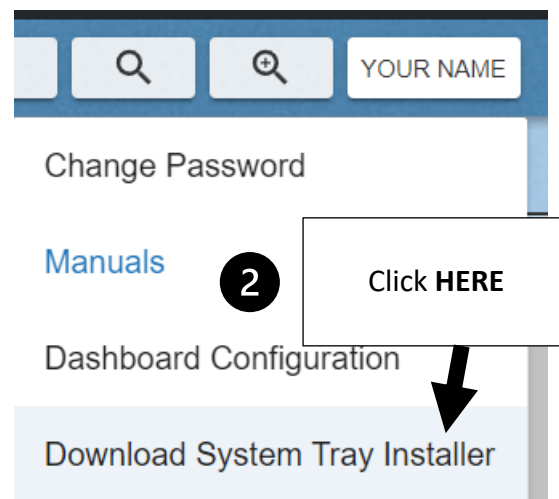 YOUR NAME
Change Password
Manuals
2
Click HERE
Dashboard Configuration
Download System Tray Installer